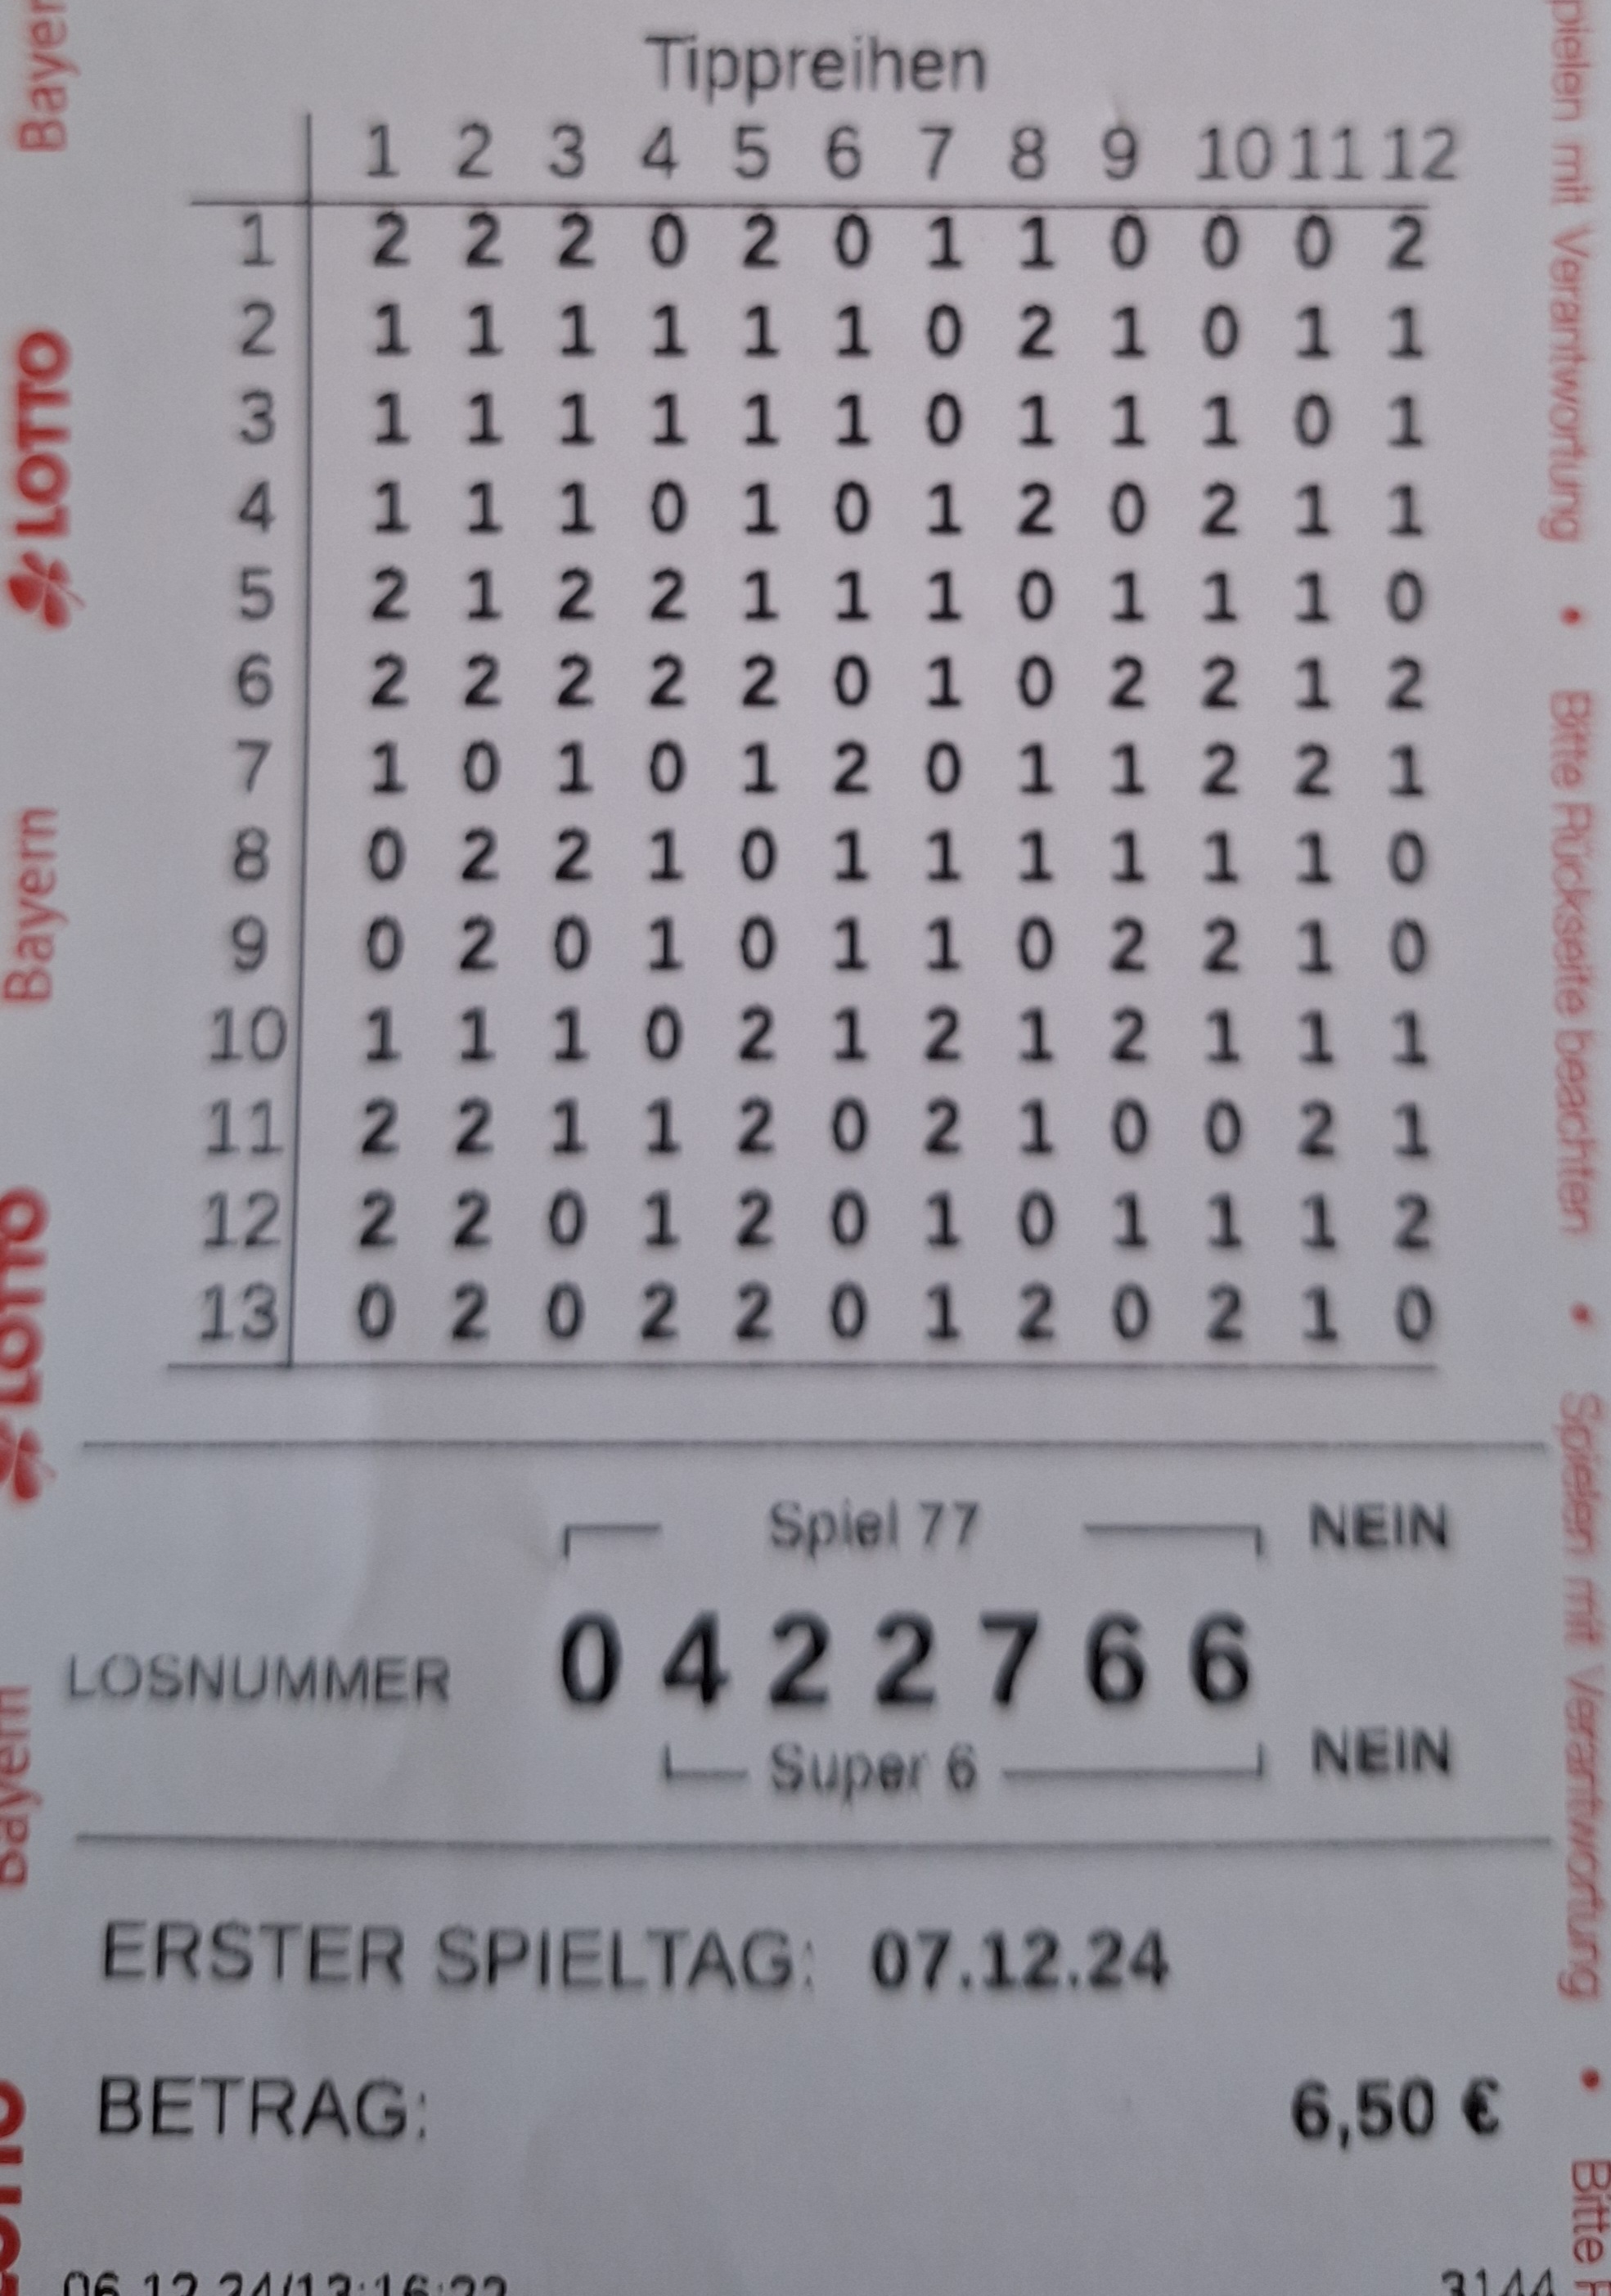 Tippreihen
1 2 3 4 5 6 7 8 9 10 11 12
1 2 2 2 0 2 0 1 1 0 0 0 2
2 1 1 1 1 1 1 0 2 1 0 1 1
3 1 1 1 1 1 1 0 1 1 1 0 1
4 1 1 1 0 1 0 1 2 0 2 1 1
5 2 1 2 2 1 1 1 0 1 1 1 0
6 2 2 2 2 2 0 1 0 2 2 1 2
7 1 0 1 0 1 2 0 1 1 2 2 1
8 0 2 2 1 0 1 1 1 1 1 1 0
9 0 2 0 1 0 1 1 0 2 2 1 0
10 1 1 1 0 2 1 2 1 2 1 1 1
11 2 2 1 1 2 0 2 1 0 0 2 1
12 2 2 0 1 2 0 1 0 1 1 1 2
13 0 2 0 2 2 0 1 2 0 2 1 0
Spiel 77 NEIN
LOSNUMMER 0 4 2 2 7 6 6
Super 6 NEIN
ERSTER SPIELTAG: 07.12.24
BETRAG: 6,50 €
06.12.24/13:16:22 3144
Bayern
LOTTO
Bayern
LOTTO
Bayern
spielen mit Verantwortung • Bitte Rückseite beachten • Spielen mit Verantwortung • Bitte